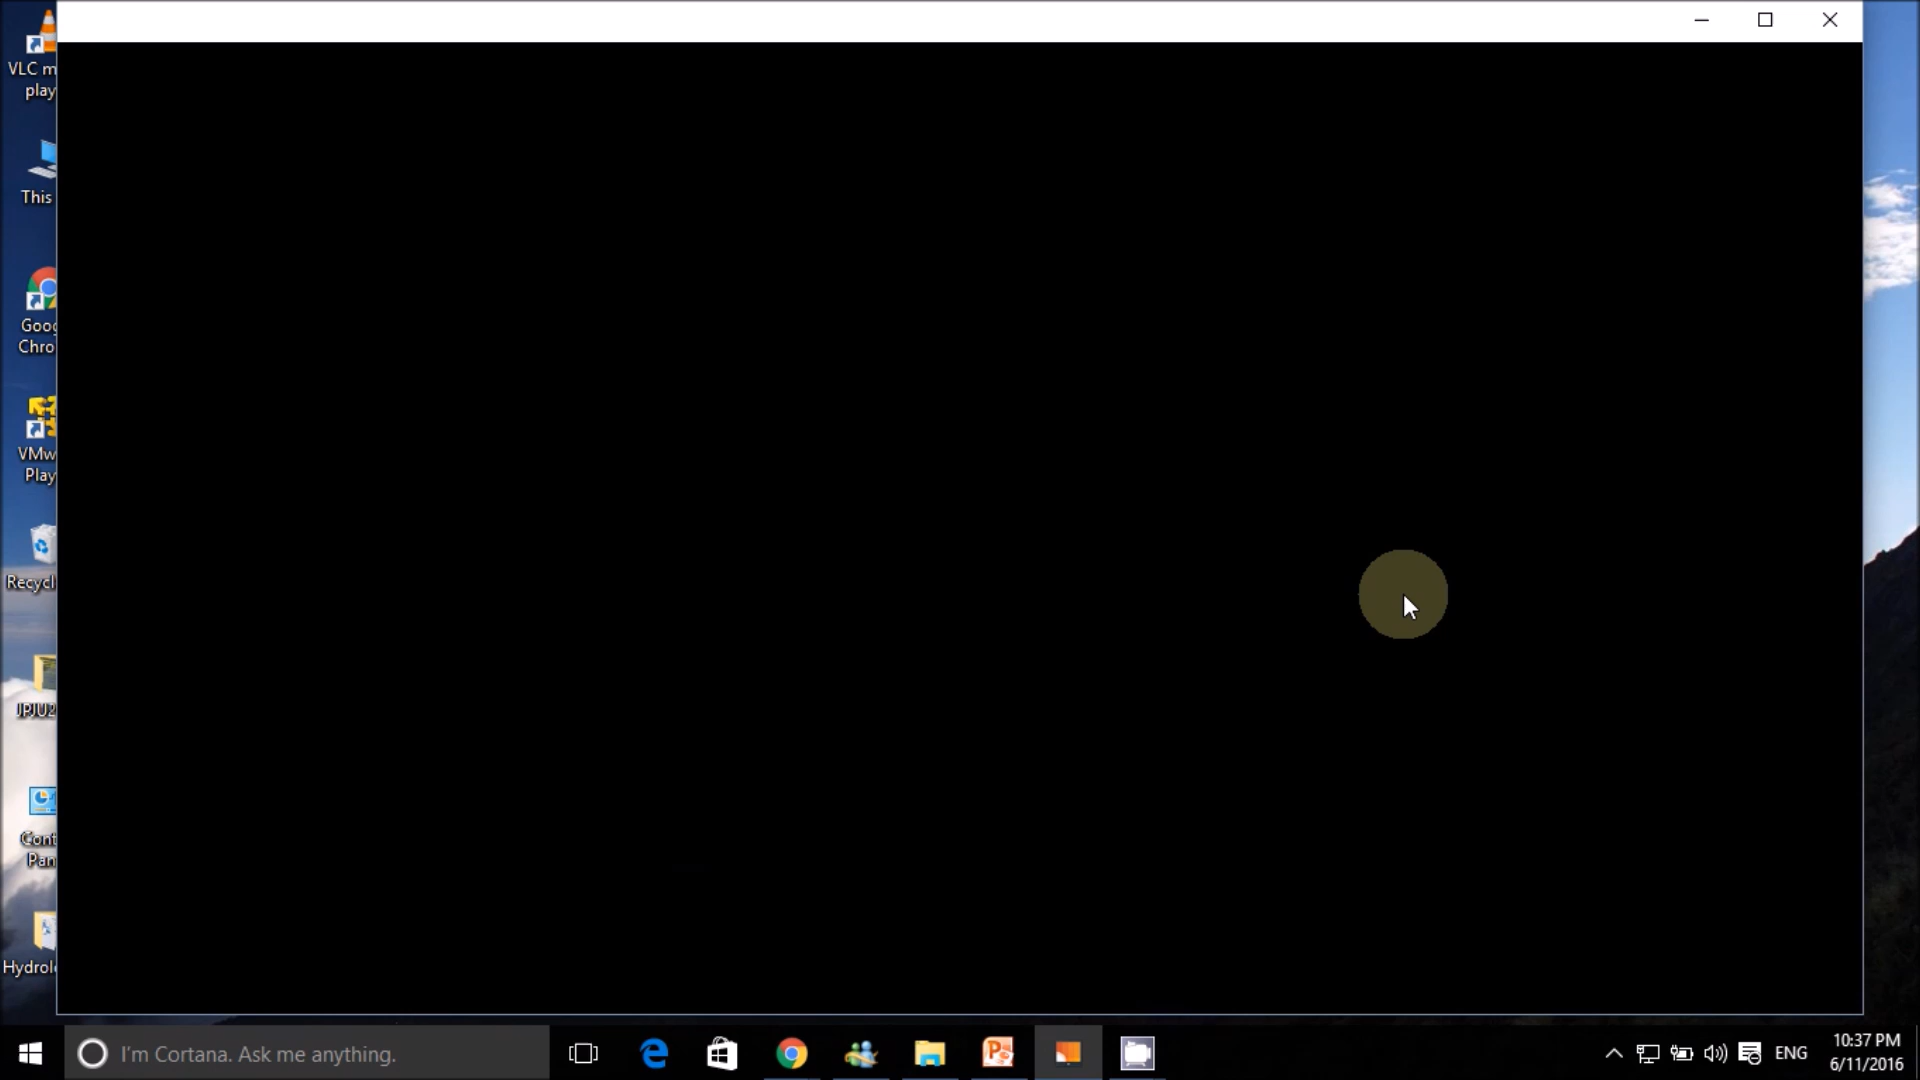 VLC m
play
This
Goog
Chro
VMw
Play
Recycl
JPJU2
Cont
Pan
Hydrol
I'm Cortana. Ask me anything.
ENG
10:37 PM
6/11/2016